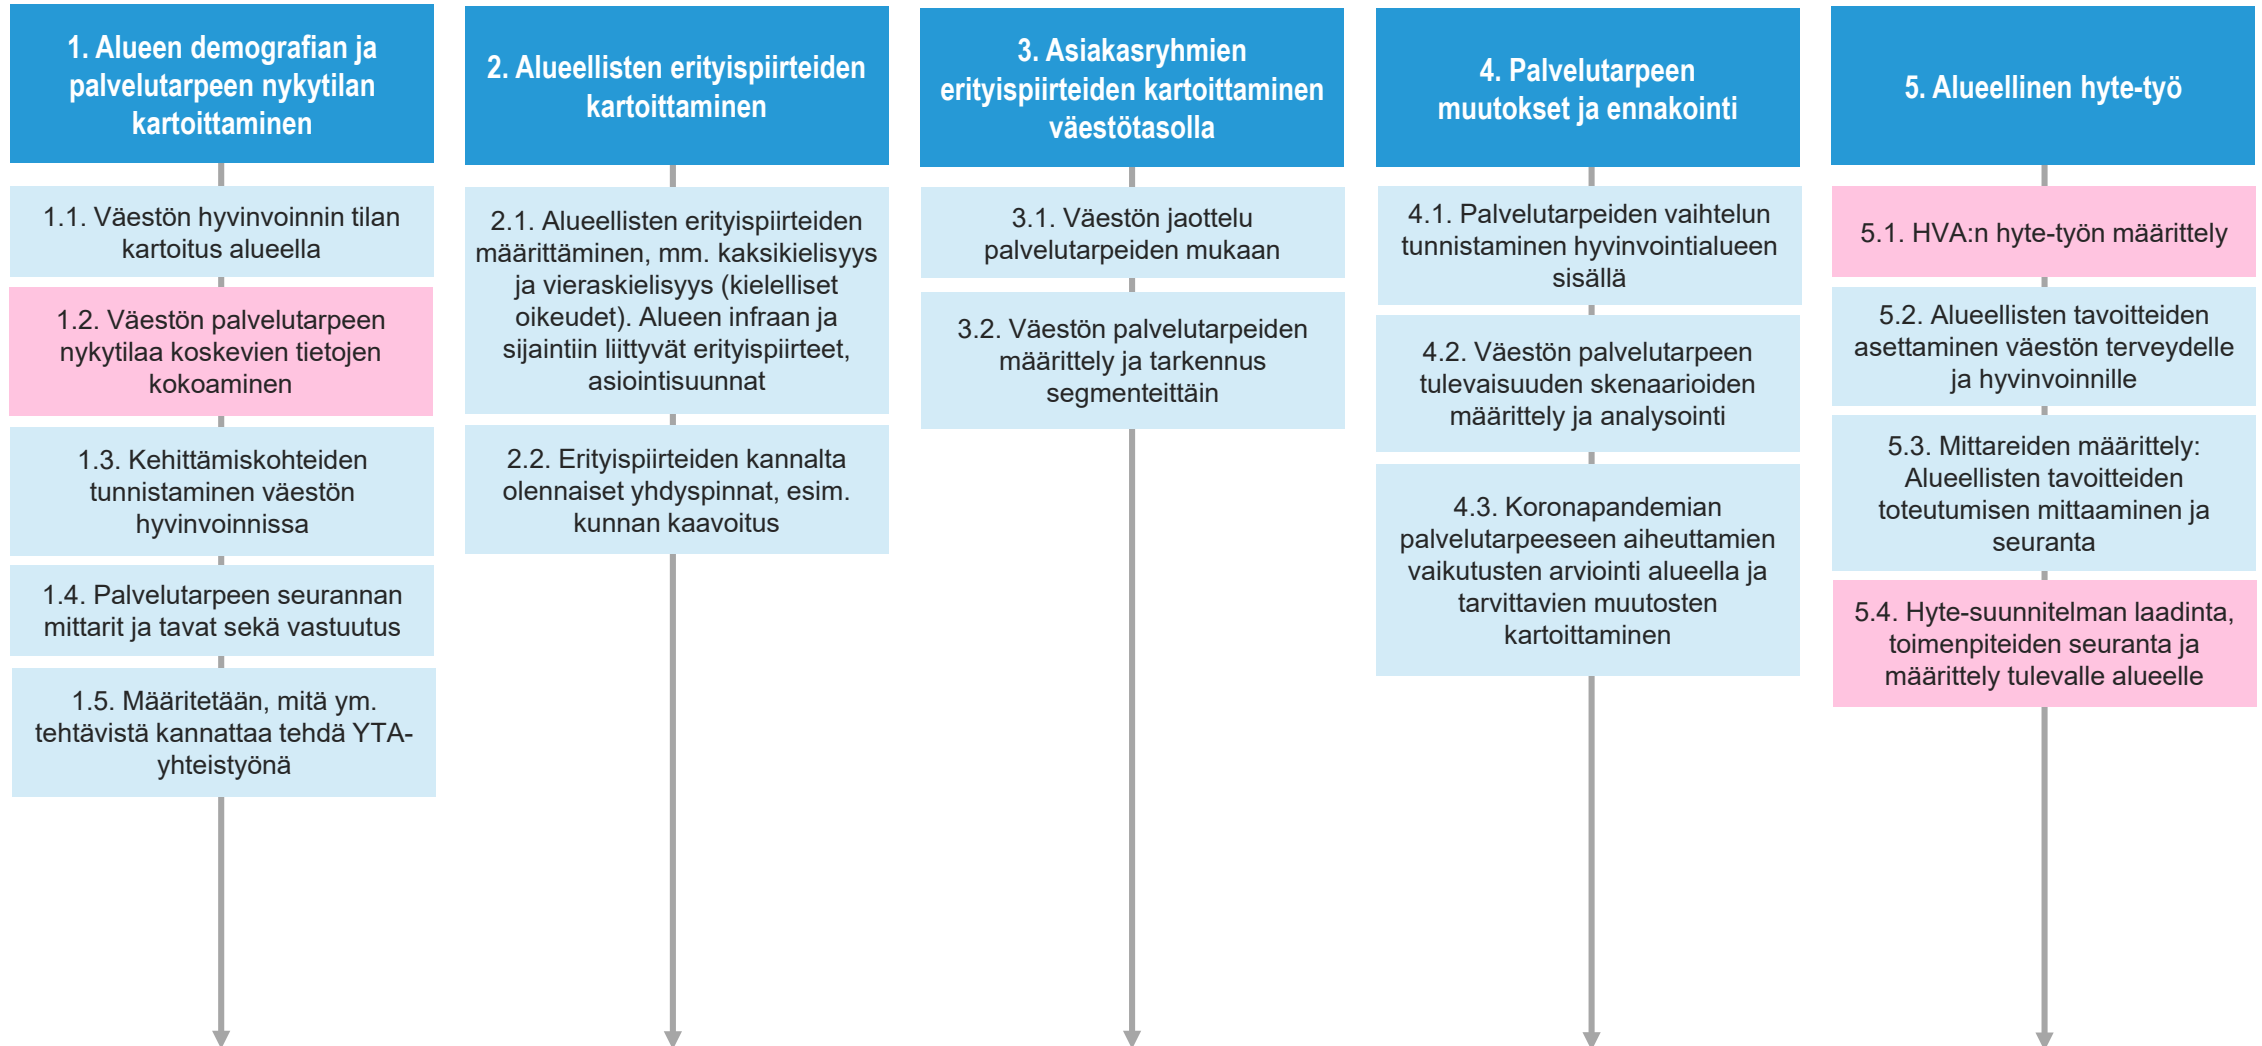 1. Alueen demografian ja
palvelutarpeen nykytilan
kartoittaminen
1.1. Väestön hyvinvoinnin tilan
kartoitus alueella
1.2. Väestön palvelutarpeen
nykytilaa koskevien tietojen
kokoaminen
1.3. Kehittämiskohteiden
tunnistaminen väestön
hyvinvoinnissa
1.4. Palvelutarpeen seurannan
mittarit ja tavat sekä vastuutus
1.5. Määritetään, mitä ym.
tehtävistä kannattaa tehdä YTA-
yhteistyönä
2. Alueellisten erityispiirteiden
kartoittaminen
2.1. Alueellisten erityispiirteiden
määrittäminen, mm. kaksikielisyys
ja vieraskielisyys (kielelliset
oikeudet). Alueen infraan ja
sijaintiin liittyvät erityispiirteet,
asiointisuunnat
2.2. Erityispiirteiden kannalta
olennaiset yhdyspinnat, esim.
kunnan kaavoitus
3. Asiakasryhmien
erityispiirteiden kartoittaminen
väestötasolla
3.1. Väestön jaottelu
palvelutarpeiden mukaan
3.2. Väestön palvelutarpeiden
määrittely ja tarkennus
segmenteittäin
4. Palvelutarpeen
muutokset ja ennakointi
4.1. Palvelutarpeiden vaihtelun
tunnistaminen hyvinvointialueen
sisällä
4.2. Väestön palvelutarpeen
tulevaisuuden skenaarioiden
määrittely ja analysointi
4.3. Koronapandemian
palvelutarpeeseen aiheuttamien
vaikutusten arviointi alueella ja
tarvittavien muutosten
kartoittaminen
5. Alueellinen hyte-työ
5.1. HVA:n hyte-työn määrittely
5.2. Alueellisten tavoitteiden
asettaminen väestön terveydelle
ja hyvinvoinnille
5.3. Mittareiden määrittely:
Alueellisten tavoitteiden
toteutumisen mittaaminen ja
seuranta
5.4. Hyte-suunnitelman laadinta,
toimenpiteiden seuranta ja
määrittely tulevalle alueelle